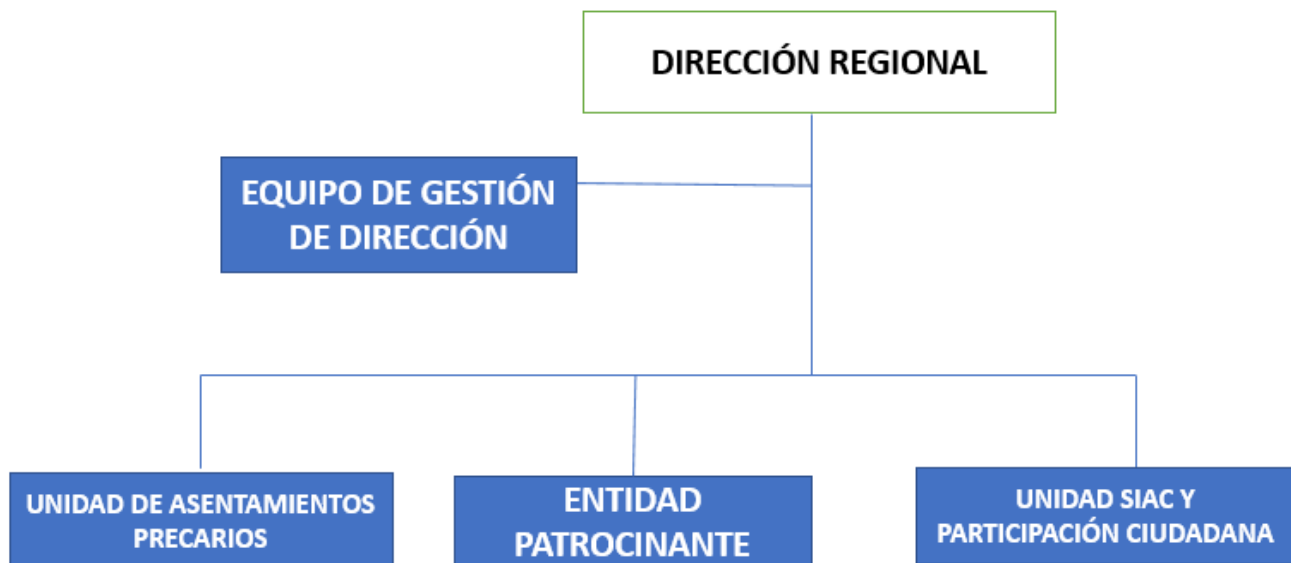 DIRECCIÓN REGIONAL
EQUIPO DE GESTIÓN
DE DIRECCIÓN
UNIDAD DE ASENTAMIENTOS
PRECARIOS
ENTIDAD
PATROCINANTE
UNIDAD SIAC Y
PARTICIPACIÓN CIUDADANA